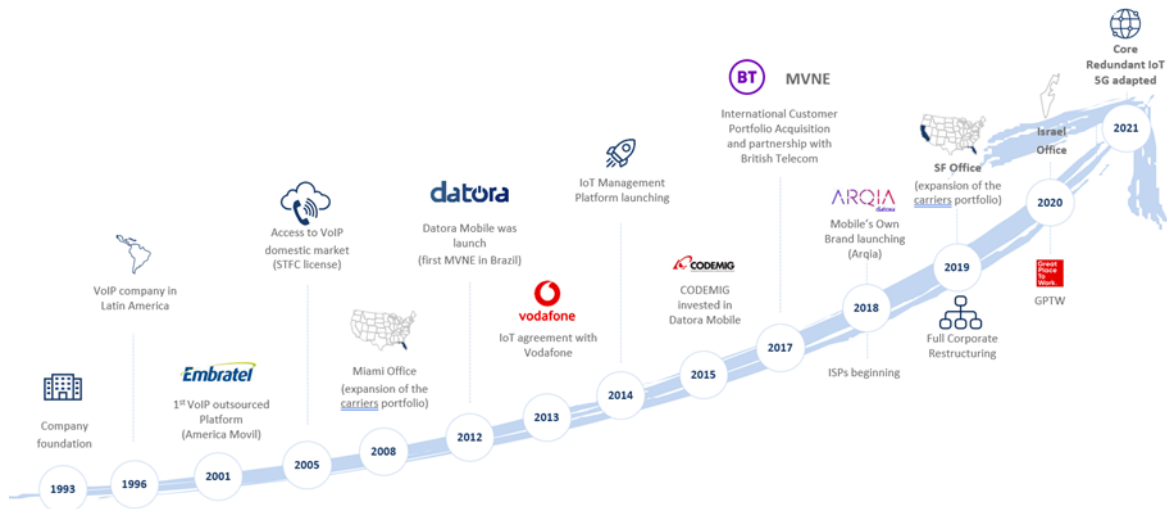 Company
foundation
1993
VoIP company in
Latin America
1996
Embratel
1st VoIP outsourced
Platform
(America Movil)
2001
Access to VoIP
domestic market
(STFC license)
2005
Miami Office
(expansion of the
carriers portfolio)
2008
datora
Datora Mobile was
launch
(first MVNE in Brazil)
2012
vodafone
IoT agreement with
Vodafone
2013
IoT Management
Platform launching
2014
CODEMIG
CODEMIG
invested in
Datora Mobile
2015
BT
MVNE
International Customer
Portfolio Acquisition
and partnership with
British Telecom
2017
ARQIA
datora
Mobile's Own
Brand launching
(Arqia)
2018
ISPs beginning
SF Office
(expansion of the
carriers portfolio)
2019
Full Corporate
Restructuring
Israel
Office
2020
Great
Place
To
Work.
GPTW
Core
Redundant IoT
5G adapted
2021